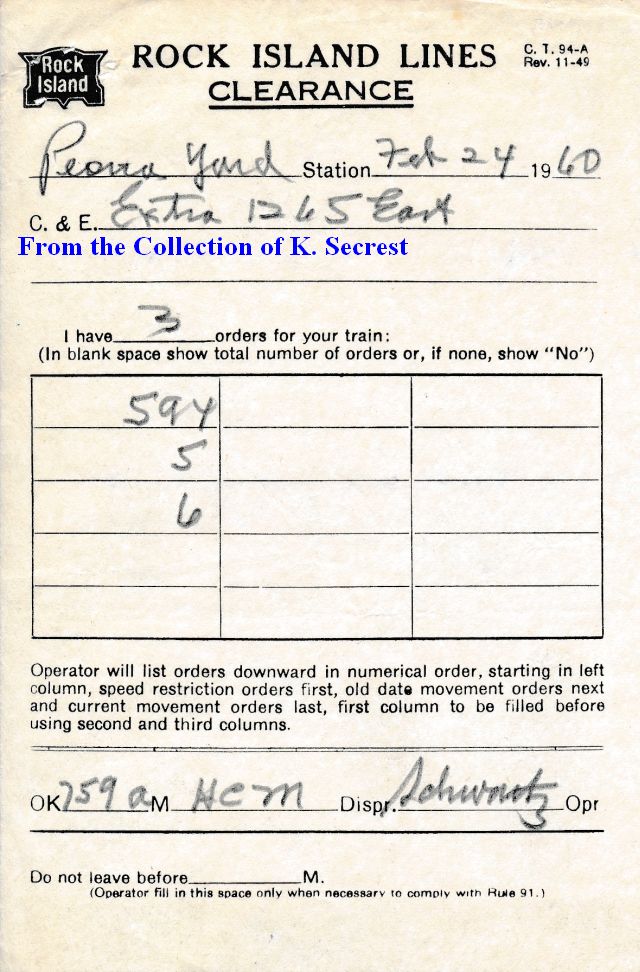 Rock Island
ROCK ISLAND LINES
C. T. 94-A
Rev. 11-49
CLEARANCE
Peoria Yard Station Feb 24 1960
C. & E. Extra 1265 East
From the Collection of K. Secrest
I have 3 orders for your train:
(In blank space show total number of orders or, if none, show "No")
594
5
6
Operator will list orders downward in numerical order, starting in left
column, speed restriction orders first, old date movement orders next
and current movement orders last, first column to be filled before
using second and third columns.
OK 759 a M HCM Dispr. Schwartz Opr
Do not leave before M.
(Operator fill in this space only when necessary to comply with Rule 91.)